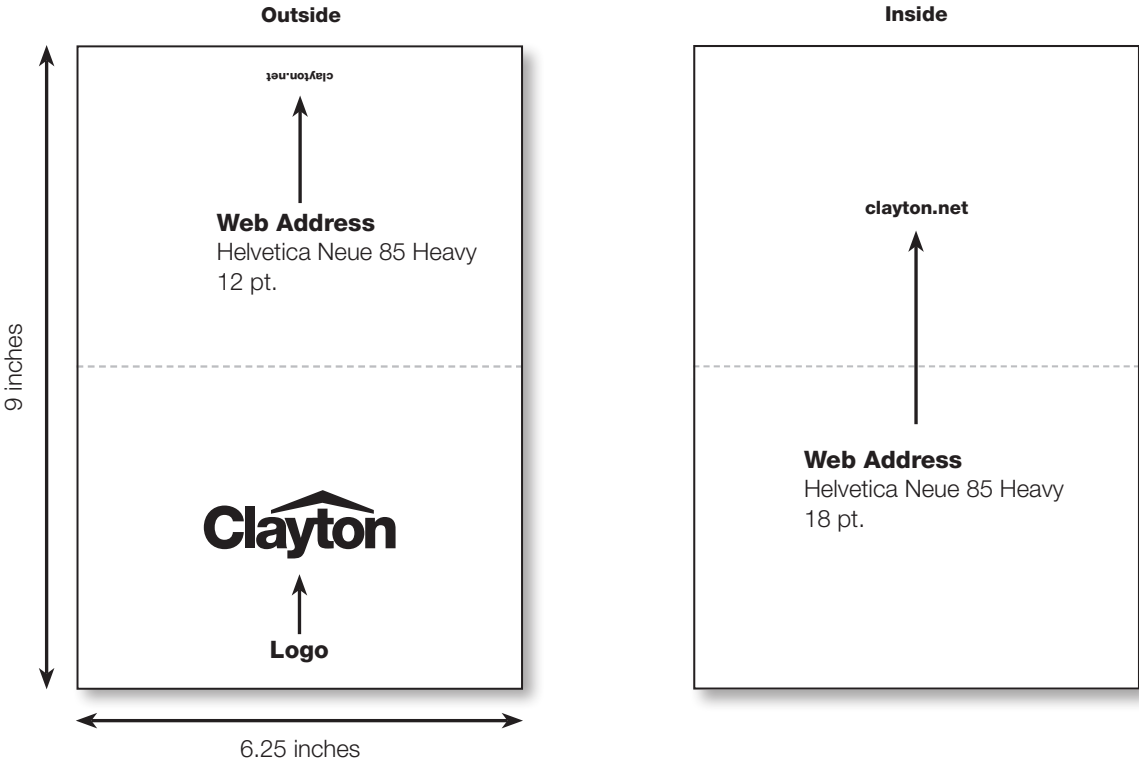 Outside
clayton.net
Web Address
Helvetica Neue 85 Heavy
12 pt.
9 inches
Clayton
Logo
6.25 inches
Inside
clayton.net
Web Address
Helvetica Neue 85 Heavy
18 pt.